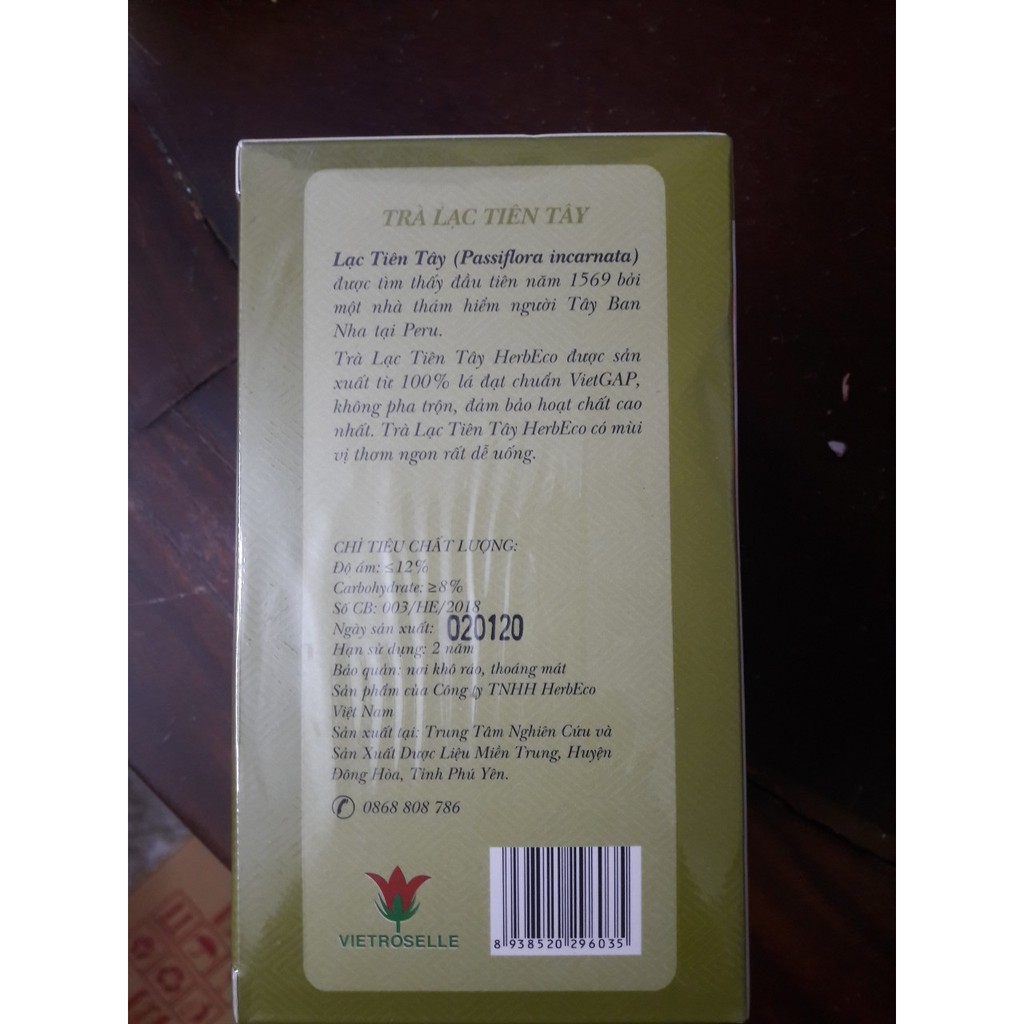 TRÀ LẠC TIÊN TÂY
Lạc Tiên Tây (Passiflora incarnata)
được tìm thấy đầu tiên năm 1569 bởi
một nhà thám hiểm người Tây Ban
Nha tại Peru.
Trà Lạc Tiên Tây HerbEco được sản
xuất từ 100% lá đạt chuẩn VietGAP,
không pha trộn, đảm bảo hoạt chất cao
nhất. Trà Lạc Tiên Tây HerbEco có mùi
vị thơm ngon rất dễ uống.
CHỈ TIÊU CHẤT LƯỢNG:
Độ ẩm: ≤12%
Carbohydrate: ≥8%
Số CB: 003/HE/2018
Ngày sản xuất: 020120
Hạn sử dụng: 2 năm
Bảo quản: nơi khô ráo, thoáng mát
Sản phẩm của Công ty TNHH HerbEco
Việt Nam
Sản xuất tại: Trung Tâm Nghiên Cứu và
Sản Xuất Dược Liệu Miền Trung, Huyện
Đông Hòa, Tỉnh Phú Yên.
0868 808 786
VIETROSELLE
8 938520 296035